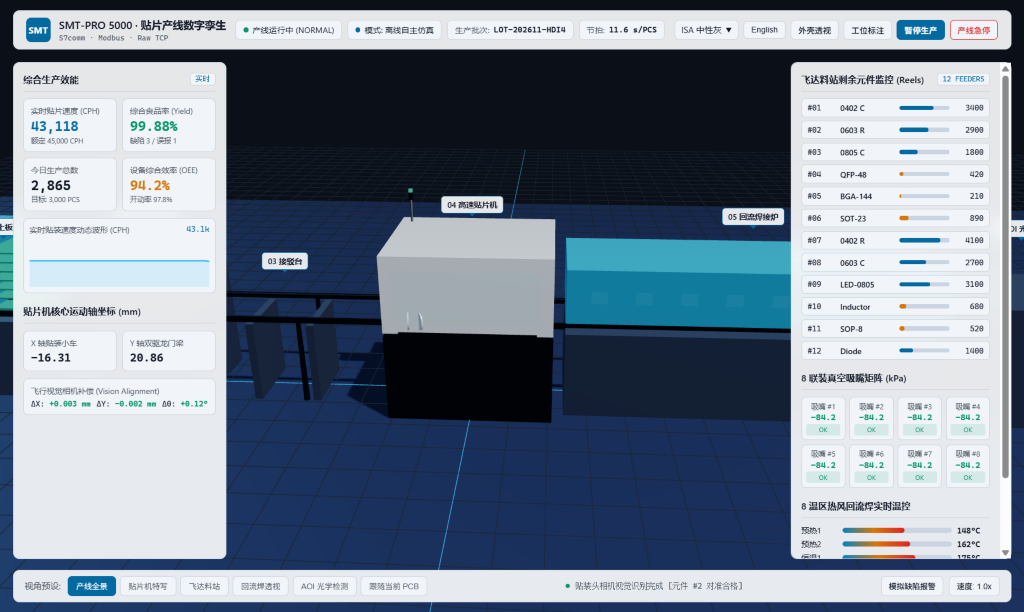 SMT
SMT-PRO 5000 · 贴片产线数字孪生
S7comm · Modbus · Raw TCP
产线运行中 (NORMAL)
模式: 离线自主仿真
生产批次: LOT-202611-HDI4
节拍: 11.6 s/PCS
ISA 中性灰 ▼
English
外壳透视
工位标注
暂停生产
产线急停
综合生产效能
实时
实时贴片速度 (CPH)
43,118
额定 45,000 CPH
综合良品率 (Yield)
99.88%
缺陷 3 / 误报 1
今日生产总数
2,865
目标: 3,000 PCS
设备综合效率 (OEE)
94.2%
开动率 97.8%
实时贴装速度动态波形 (CPH)
43.1k
贴片机核心运动轴坐标 (mm)
X 轴贴装小车
-16.31
Y 轴双驱龙门梁
20.86
飞行视觉相机补偿 (Vision Alignment)
ΔX: +0.003 mm ΔY: -0.002 mm Δθ: +0.12°
上板
03 接驳台
04 高速贴片机
05 回流焊接炉
OI 光
飞达料站剩余元件监控 (Reels)
12 FEEDERS
#01 0402 C 3400
#02 0603 R 2900
#03 0805 C 1800
#04 QFP-48 420
#05 BGA-144 210
#06 SOT-23 890
#07 0402 R 4100
#08 0603 C 2700
#09 LED-0805 3100
#10 Inductor 680
#11 SOP-8 520
#12 Diode 1400
8 联装真空吸嘴矩阵 (kPa)
吸嘴 #1 吸嘴 #2 吸嘴 #3 吸嘴 #4
-84.2 -84.2 -84.2 -84.2
OK OK OK OK
吸嘴 #5 吸嘴 #6 吸嘴 #7 吸嘴 #8
-84.2 -84.2 -84.2 -84.2
OK OK OK OK
8 温区热风回流焊实时温控
预热1 148°C
预热2 162°C
恒温1 175°C
视角预设:
产线全景
贴片机特写
飞达料站
回流焊透视
AOI 光学检测
跟随当前 PCB
贴装头相机视觉识别完成 [元件 #2 对准合格]
模拟缺陷报警
速度: 1.0x